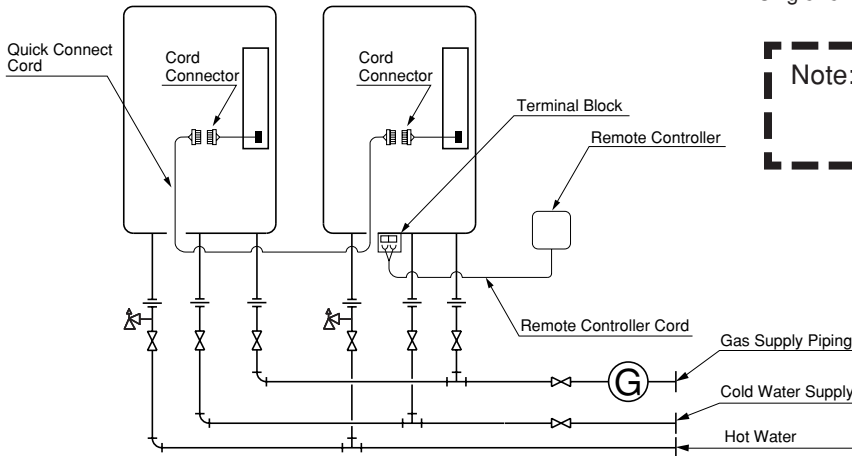 Quick Connect
Cord
Cord
Connector
Cord
Connector
Note:
Terminal Block
Remote Controller
Remote Controller Cord
Gas Supply Piping
G
Cold Water Supply
Hot Water